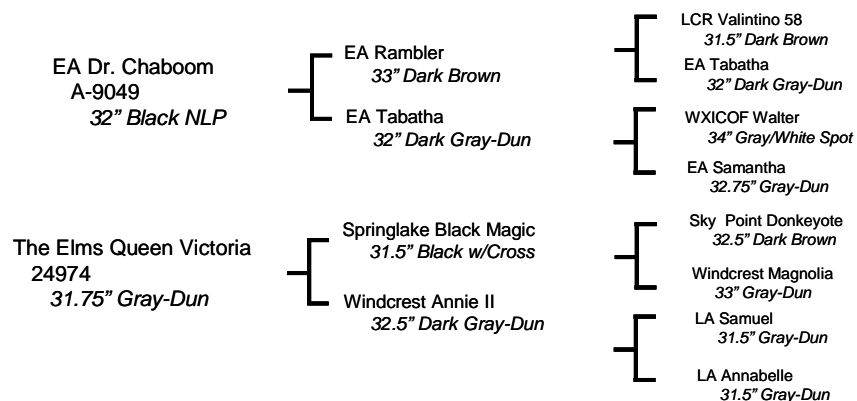 EA Dr. Chaboom
A-9049
32” Black NLP
EA Rambler
33” Dark Brown
EA Tabatha
32” Dark Gray-Dun
LCR Valintino 58
31.5” Dark Brown
EA Tabatha
32” Dark Gray-Dun
WXICOF Walter
34” Gray/White Spot
EA Samantha
32.75” Gray-Dun
The Elms Queen Victoria
24974
31.75” Gray-Dun
Springlake Black Magic
31.5” Black w/Cross
Windcrest Annie II
32.5” Dark Gray-Dun
Sky Point Donkeyote
32.5” Dark Brown
Windcrest Magnolia
33” Gray-Dun
LA Samuel
31.5” Gray-Dun
LA Annabelle
31.5” Gray-Dun